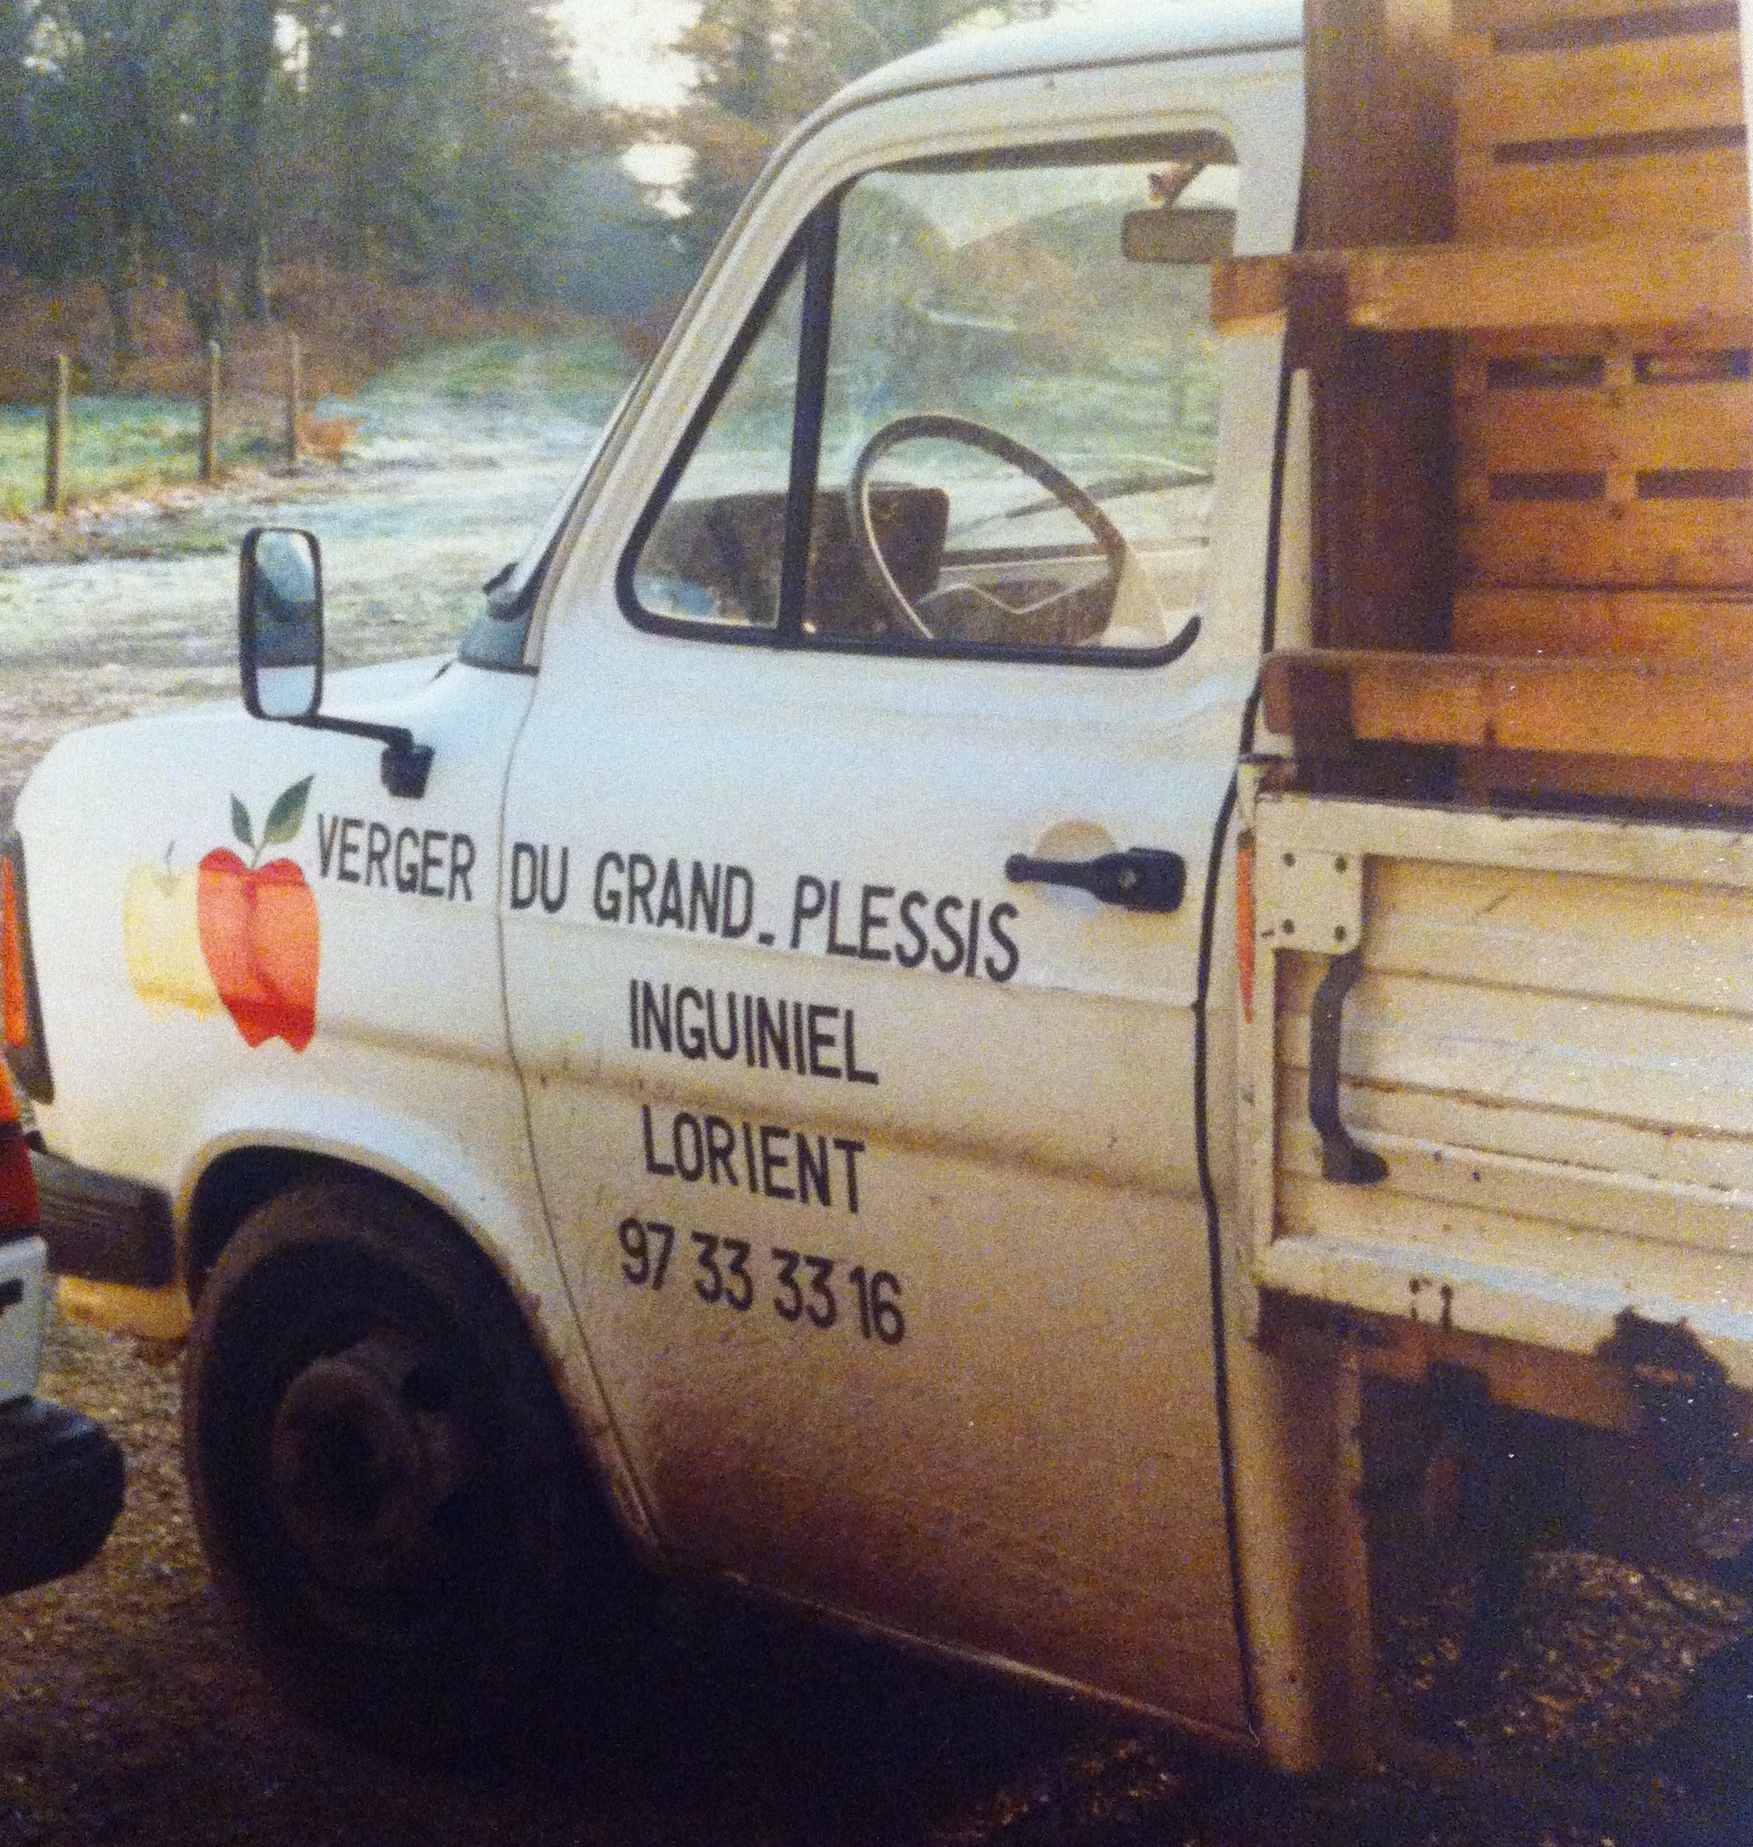 VERGER DU GRAND-PLESSIS
INGUINIEL
LORIENT
97 33 33 16